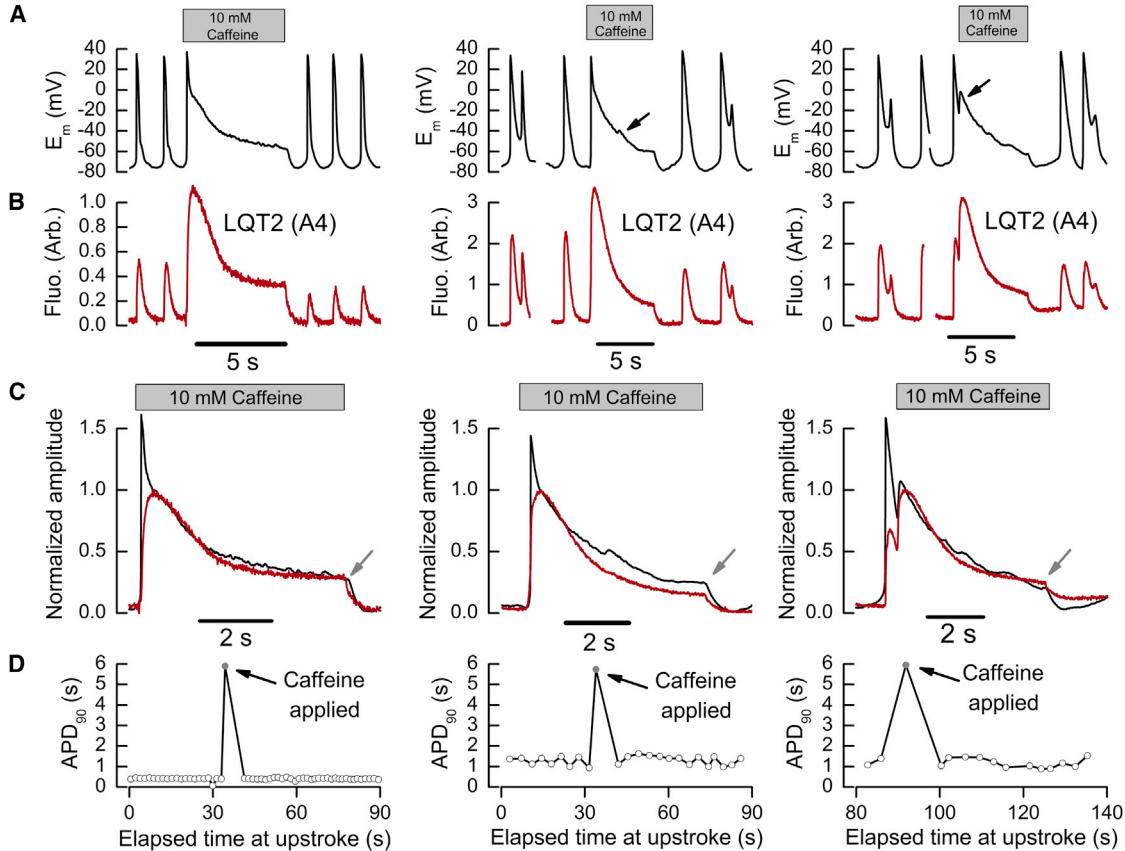 A
10 mM
Caffeine
10 mM
Caffeine
10 mM
Caffeine
E_m (mV)
40
20
0
-20
-40
-60
-80
E_m (mV)
40
20
0
-20
-40
-60
-80
E_m (mV)
40
20
0
-20
-40
-60
-80
B
Fluo. (Arb.)
1.0
0.8
0.6
0.4
0.2
0.0
LQT2 (A4)
5 s
Fluo. (Arb.)
3
2
1
0
LQT2 (A4)
5 s
Fluo. (Arb.)
3
2
1
0
LQT2 (A4)
5 s
C
10 mM Caffeine
10 mM Caffeine
10 mM Caffeine
Normalized amplitude
1.5
1.0
0.5
0.0
2 s
Normalized amplitude
1.5
1.0
0.5
0.0
2 s
Normalized amplitude
1.5
1.0
0.5
0.0
2 s
D
APD90 (s)
6
5
4
3
2
1
0
Caffeine
applied
0 30 60 90
Elapsed time at upstroke (s)
APD90 (s)
6
5
4
3
2
1
0
Caffeine
applied
0 30 60 90
Elapsed time at upstroke (s)
APD90 (s)
6
5
4
3
2
1
0
Caffeine
applied
80 100 120 140
Elapsed time at upstroke (s)